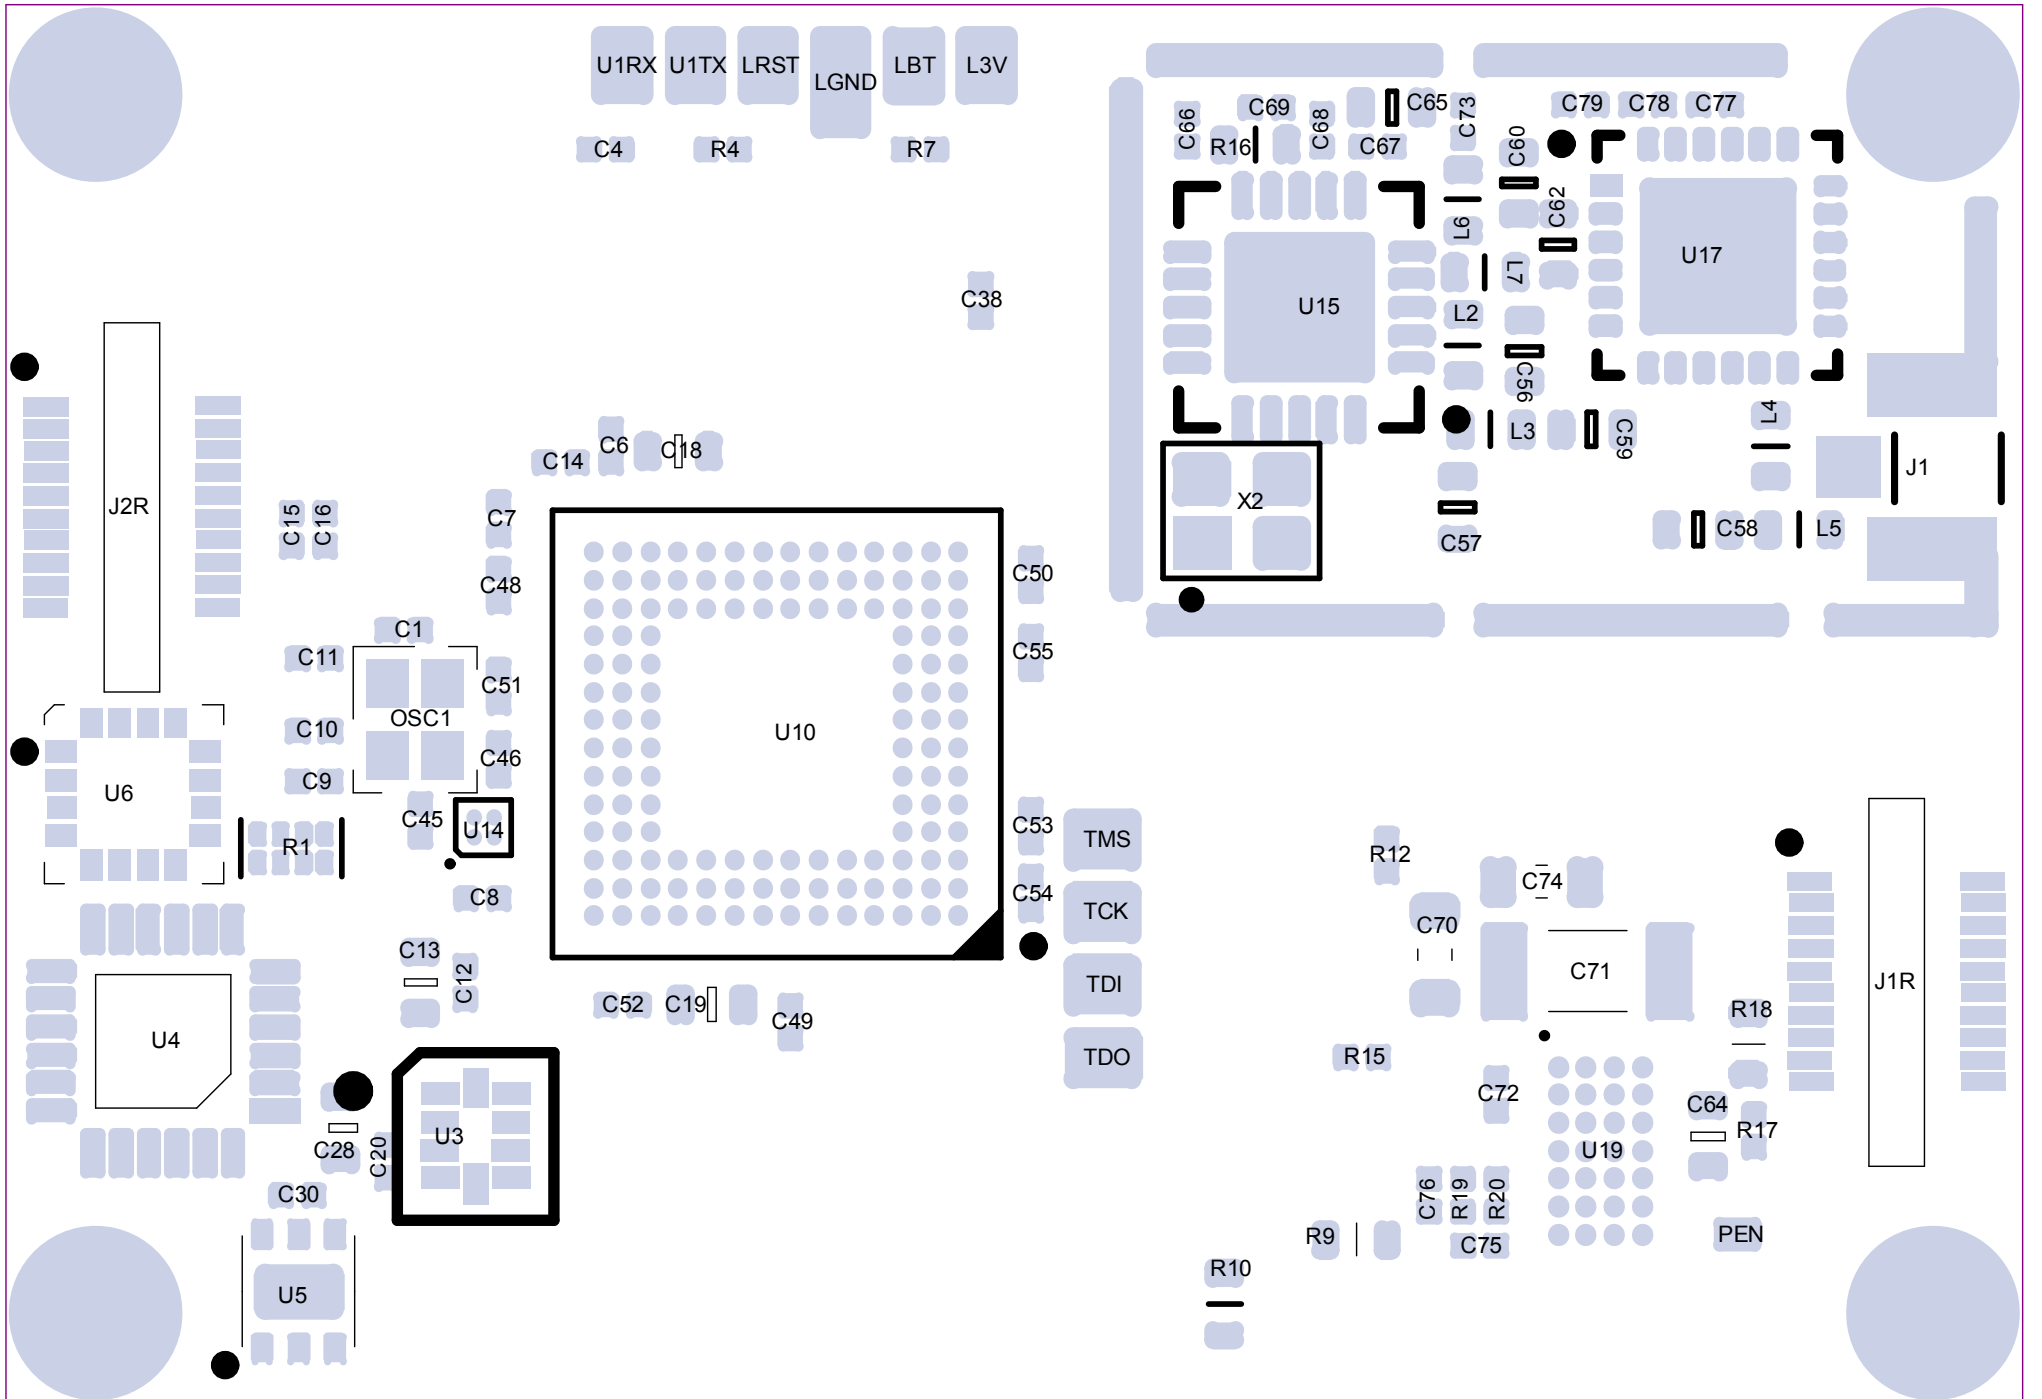 U1RX U1TX LRST LGND LBT L3V
C4 R4 R7
C66 R16 C69 C68 C65 C67 C73 C60 C79 C78 C77
C62 L6 L7 L2 U15 U17
C38
C56 L3 C59 L4 J1
C57 X2 C58 L5
J2R C15 C16 C14 C6 C18
C7
C48 C50
C1 C11 C51 C55
OSC1 C10 C46 U10
C9
U6 C45 U14 C53
R1 C8 C54
TMS
TCK
TDI
TDO
R12 C74
C70 C71 J1R
C13 C12 C52 C19 C49
U4 R15 R18
C72 C64 R17
C28 C20 U3 U19
C30 C76 R19 R20
R9 C75 PEN
U5 R10